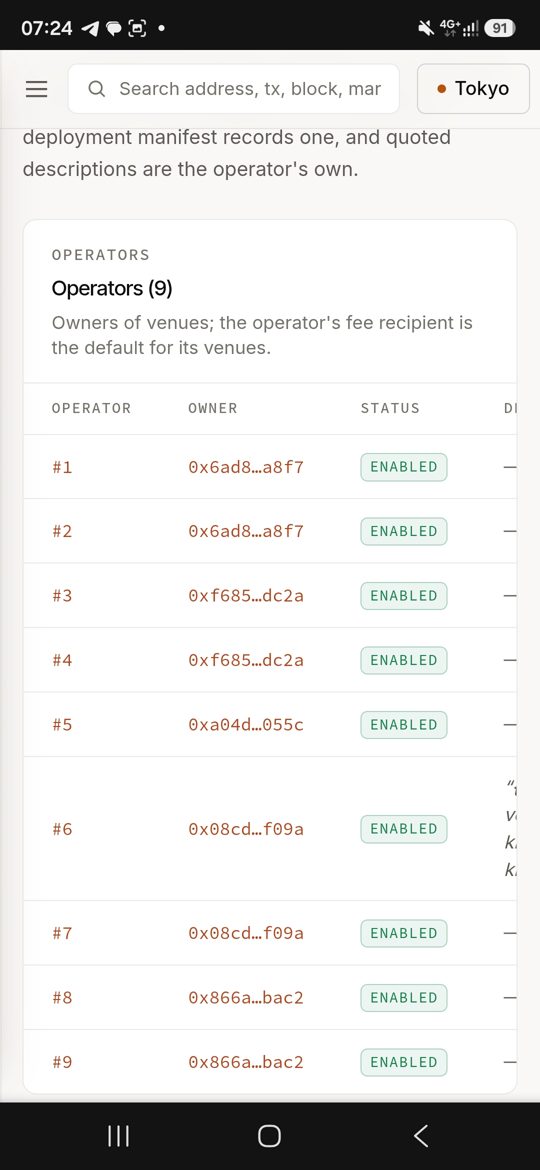 07:24
4G+
91
Search address, tx, block, mar
Tokyo
deployment manifest records one, and quoted
descriptions are the operator's own.
OPERATORS
Operators (9)
Owners of venues; the operator's fee recipient is
the default for its venues.
OPERATOR OWNER STATUS
#1 0x6ad8…a8f7 ENABLED —
#2 0x6ad8…a8f7 ENABLED —
#3 0xf685…dc2a ENABLED —
#4 0xf685…dc2a ENABLED —
#5 0xa04d…055c ENABLED —
#6 0x08cd…f09a ENABLED
#7 0x08cd…f09a ENABLED —
#8 0x866a…bac2 ENABLED —
#9 0x866a…bac2 ENABLED —